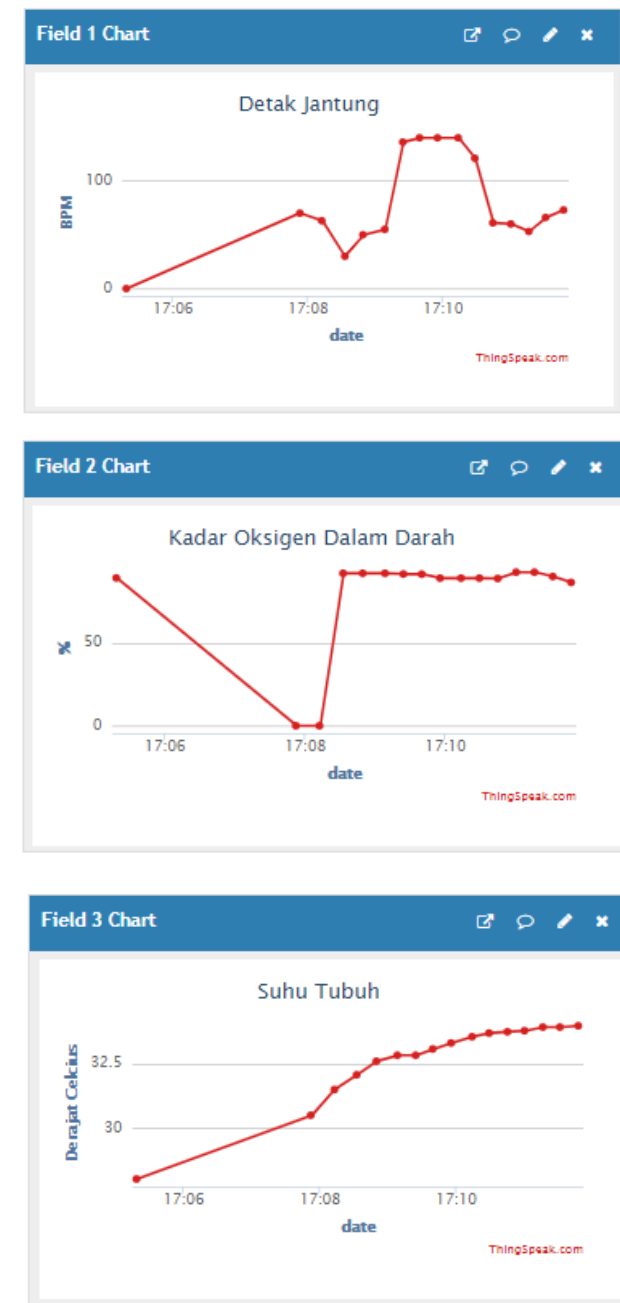 Field 1 Chart
Detak Jantung
BPM
100
0
17:06 17:08 17:10
date
ThingSpeak.com
Field 2 Chart
Kadar Oksigen Dalam Darah
%
50
0
17:06 17:08 17:10
date
ThingSpeak.com
Field 3 Chart
Suhu Tubuh
Derajat Celcius
32.5
30
17:06 17:08 17:10
date
ThingSpeak.com